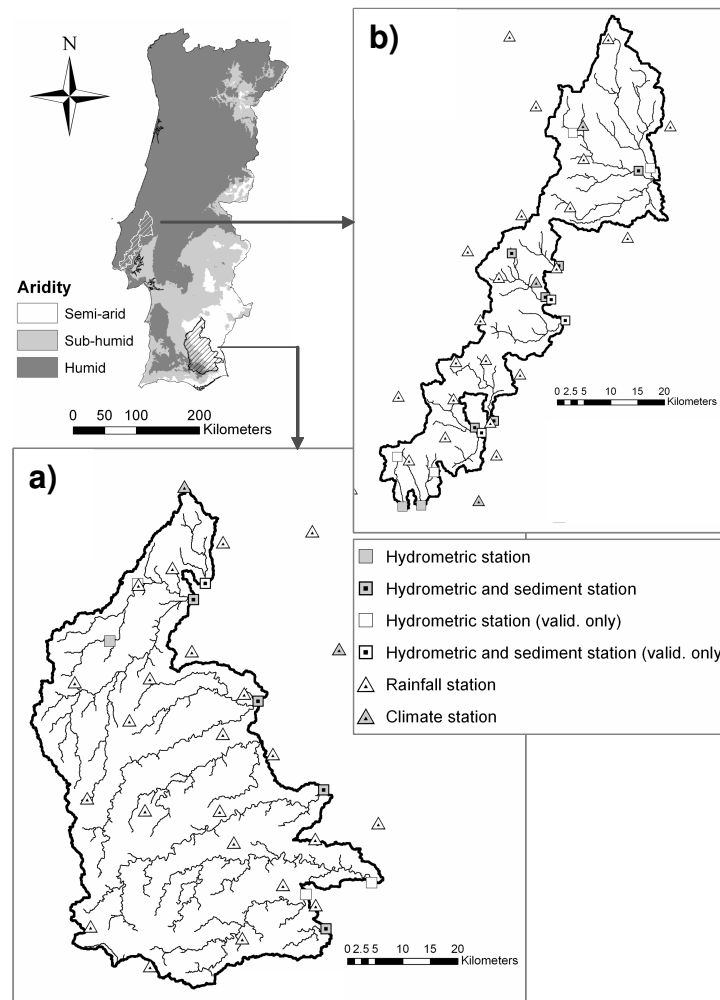 N
b)
Aridity
Semi-arid
Sub-humid
Humid
0 50 100 200
Kilometers
0 2.5 5 10 15 20
Kilometers
a)
Hydrometric station
Hydrometric and sediment station
Hydrometric station (valid. only)
Hydrometric and sediment station (valid. only
Rainfall station
Climate station
0 2.5 5 10 15 20
Kilometers